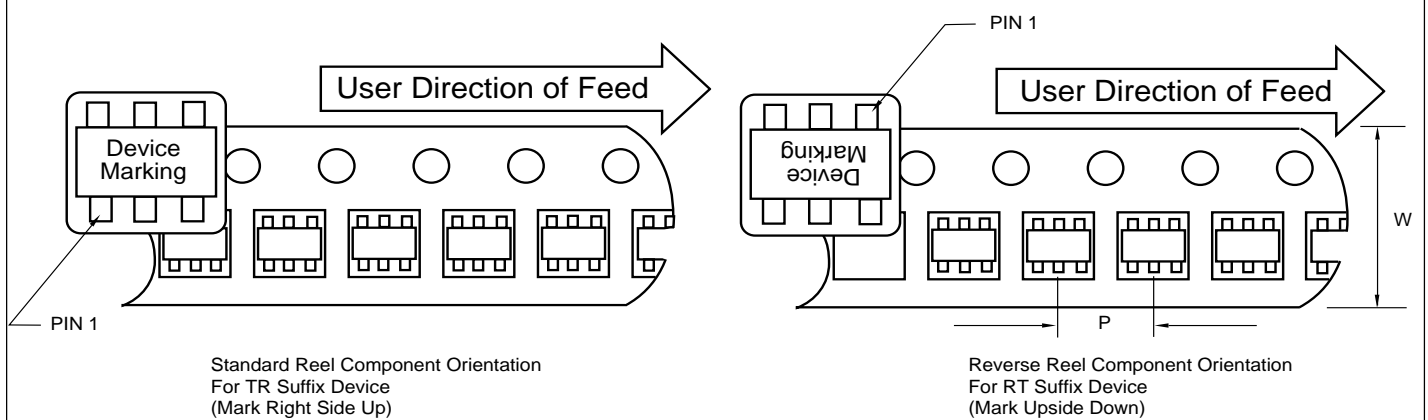 User Direction of Feed
Device
Marking
PIN 1
Standard Reel Component Orientation
For TR Suffix Device
(Mark Right Side Up)
PIN 1
User Direction of Feed
Device
Marking
W
P
Reverse Reel Component Orientation
For RT Suffix Device
(Mark Upside Down)